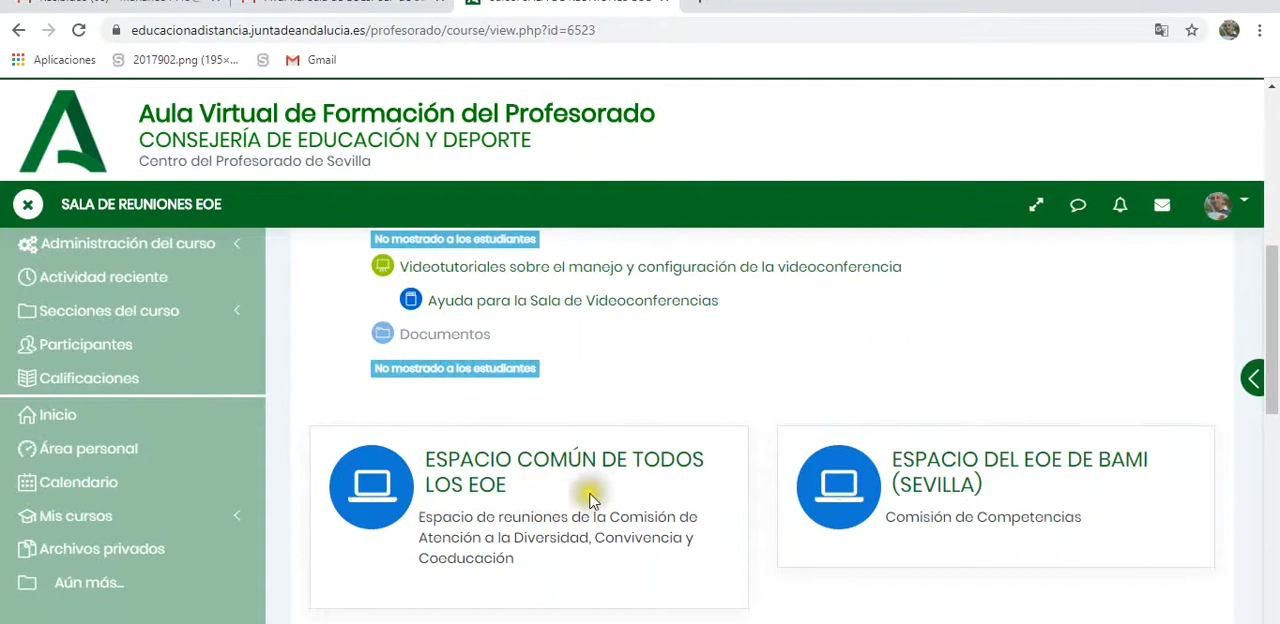 educacionadistancia.juntadeandalucia.es/profesorado/course/view.php?id=6523
Aplicaciones
2017902.png (195×...
Gmail
Aula Virtual de Formación del Profesorado
CONSEJERÍA DE EDUCACIÓN Y DEPORTE
Centro del Profesorado de Sevilla
SALA DE REUNIONES EOE
Administración del curso
Actividad reciente
Secciones del curso
Participantes
Calificaciones
Inicio
Área personal
Calendario
Mis cursos
Archivos privados
Aún más...
No mostrado a los estudiantes
Videotutoriales sobre el manejo y configuración de la videoconferencia
Ayuda para la Sala de Videoconferencias
Documentos
No mostrado a los estudiantes
ESPACIO COMÚN DE TODOS
LOS EOE
Espacio de reuniones de la Comisión de
Atención a la Diversidad, Convivencia y
Coeducación
ESPACIO DEL EOE DE BAMI
(SEVILLA)
Comisión de Competencias